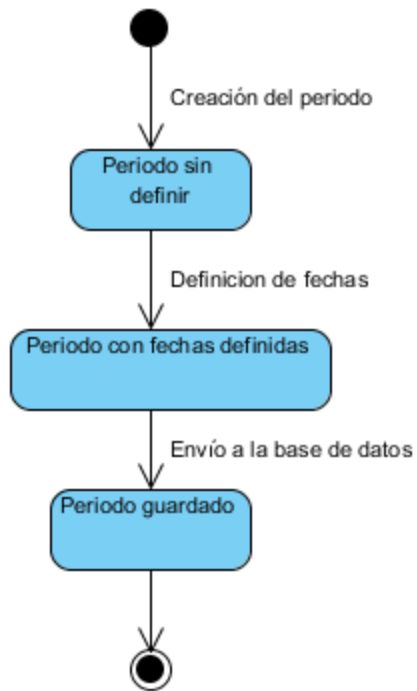 Creación del periodo
Periodo sin
definir
Definicion de fechas
Periodo con fechas definidas
Envío a la base de datos
Periodo guardado